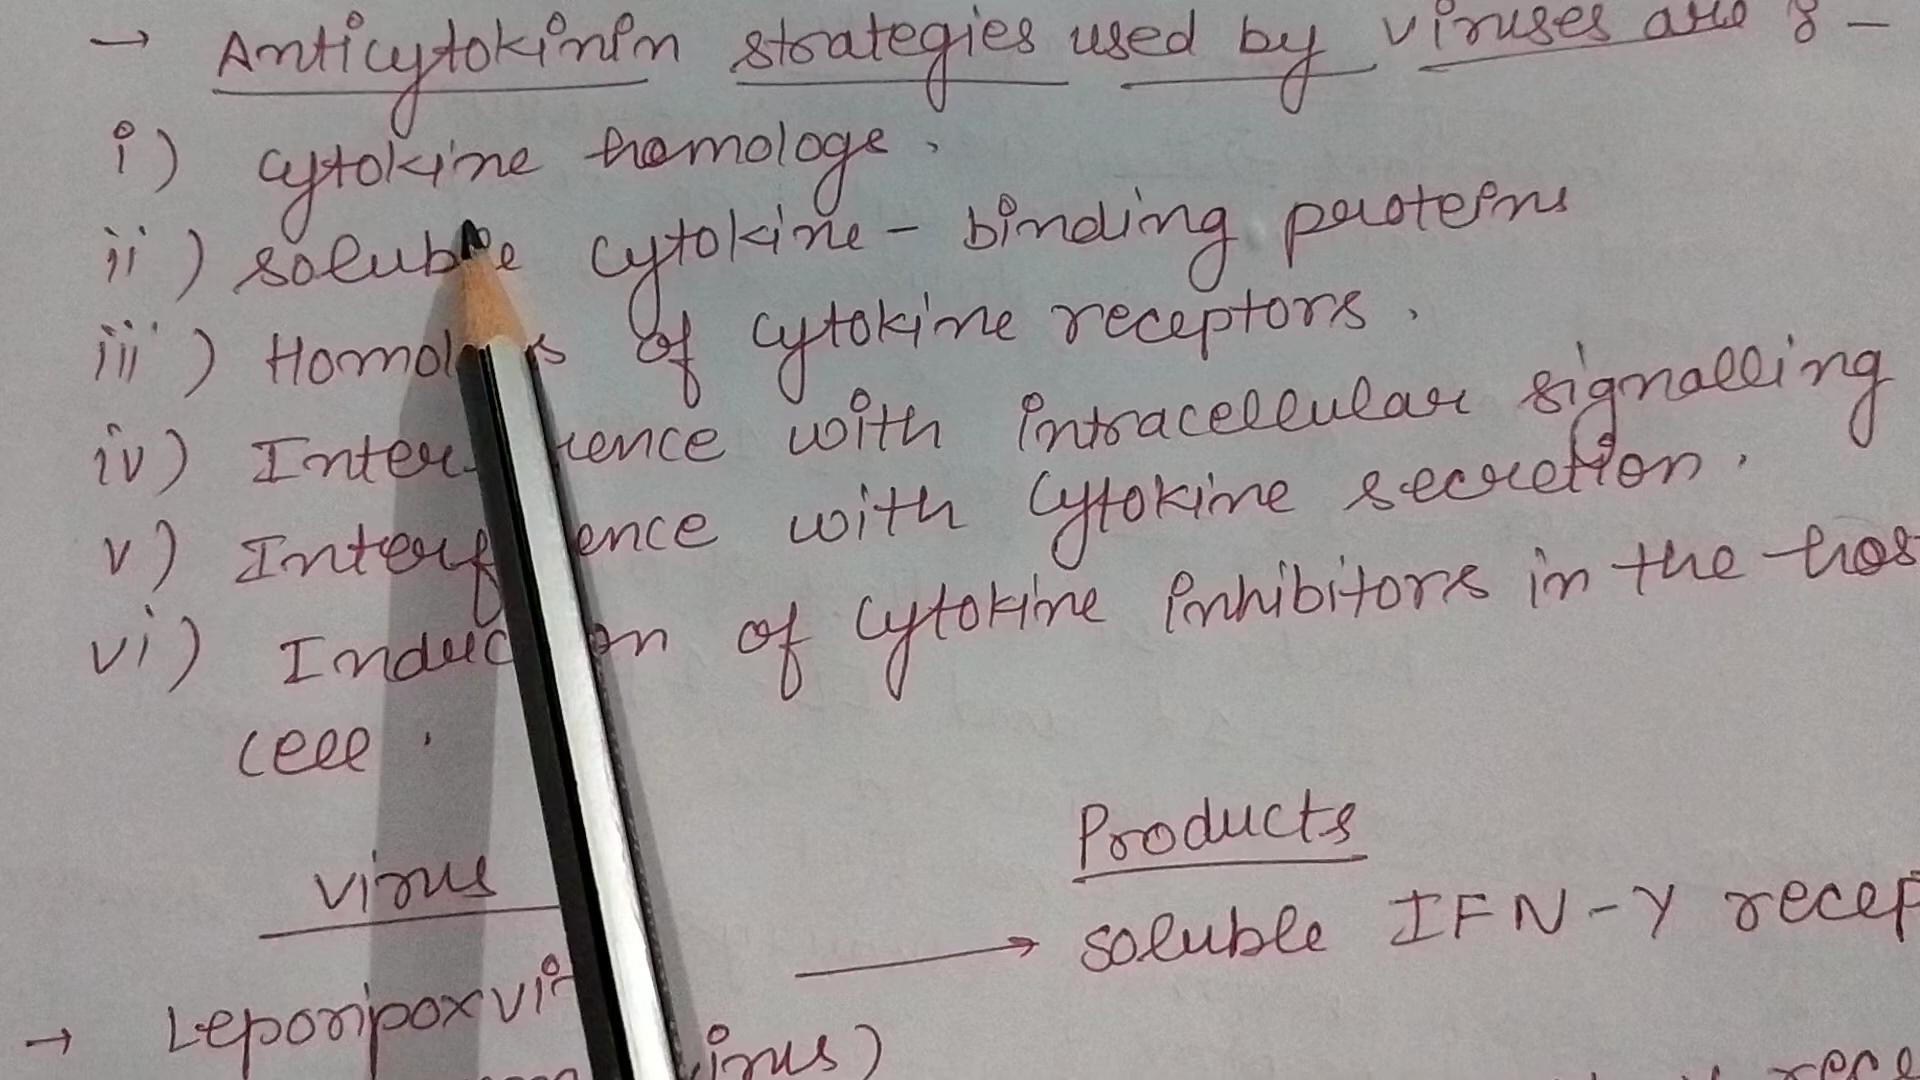 → Anticytokinin strategies used by viruses are :-
i) cytokine homologe.
ii) soluble cytokine - binding proteins
iii) of cytokine receptors.
iv) with intracellular signalling
v) with cytokine secretion.
vi) of cytokine inhibitors in the
cell.
virus Products
→ soluble IFN-γ
→